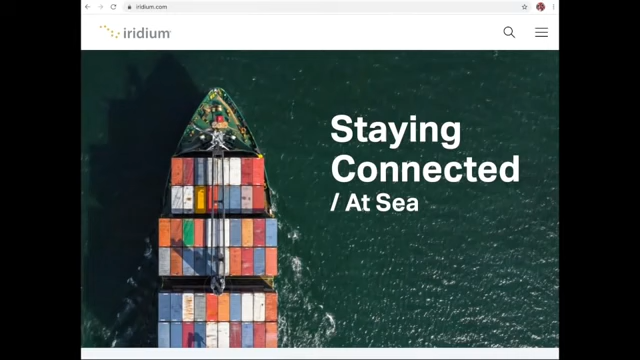 iridium.com
iridium
Staying
Connected
/ At Sea